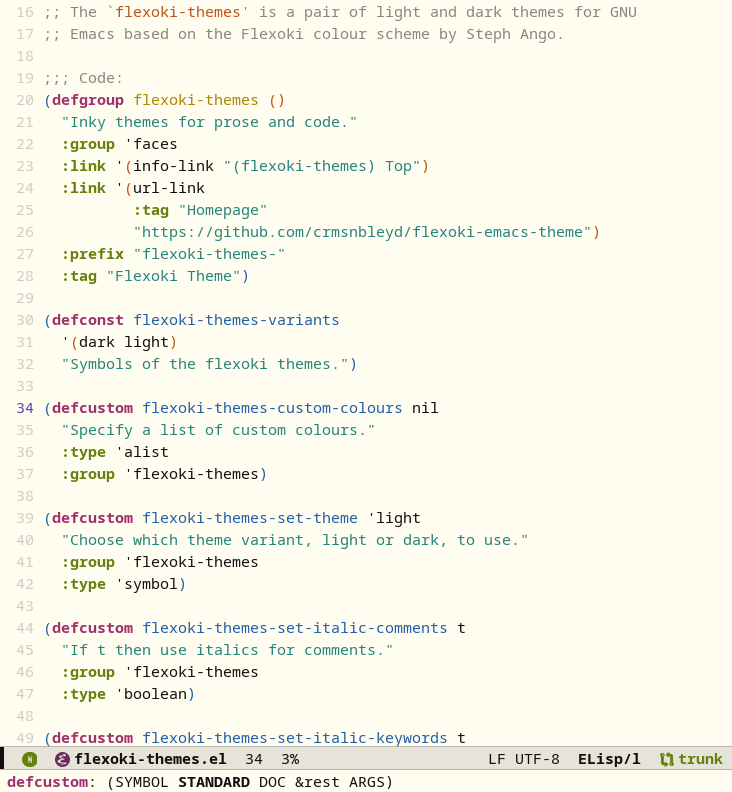 16 ;; The `flexoki-themes' is a pair of light and dark themes for GNU
17 ;; Emacs based on the Flexoki colour scheme by Steph Ango.
18
19 ;;; Code:
20 (defgroup flexoki-themes ()
21   "Inky themes for prose and code."
22   :group 'faces
23   :link '(info-link "(flexoki-themes) Top")
24   :link '(url-link
25           :tag "Homepage"
26           "https://github.com/crmsnbleyd/flexoki-emacs-theme")
27   :prefix "flexoki-themes-"
28   :tag "Flexoki Theme")
29
30 (defconst flexoki-themes-variants
31   '(dark light)
32   "Symbols of the flexoki themes.")
33
34 (defcustom flexoki-themes-custom-colours nil
35   "Specify a list of custom colours."
36   :type 'alist
37   :group 'flexoki-themes)
38
39 (defcustom flexoki-themes-set-theme 'light
40   "Choose which theme variant, light or dark, to use."
41   :group 'flexoki-themes
42   :type 'symbol)
43
44 (defcustom flexoki-themes-set-italic-comments t
45   "If t then use italics for comments."
46   :group 'flexoki-themes
47   :type 'boolean)
48
49 (defcustom flexoki-themes-set-italic-keywords t
N flexoki-themes.el 34 3% LF UTF-8 ELisp/l trunk
defcustom: (SYMBOL STANDARD DOC &rest ARGS)